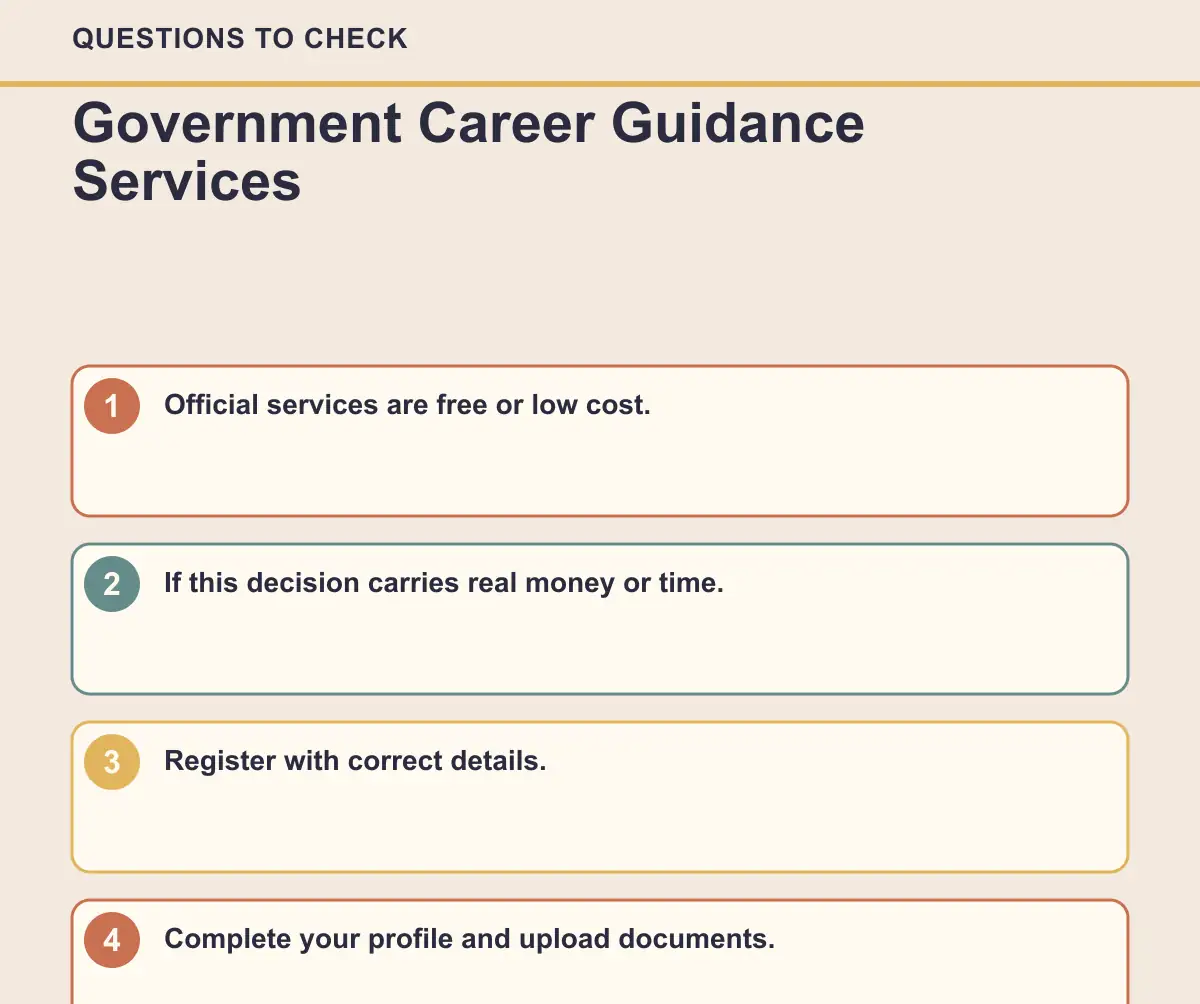 QUESTIONS TO CHECK
Government Career Guidance
Services
1
Official services are free or low cost.
2
If this decision carries real money or time.
3
Register with correct details.
4
Complete your profile and upload documents.